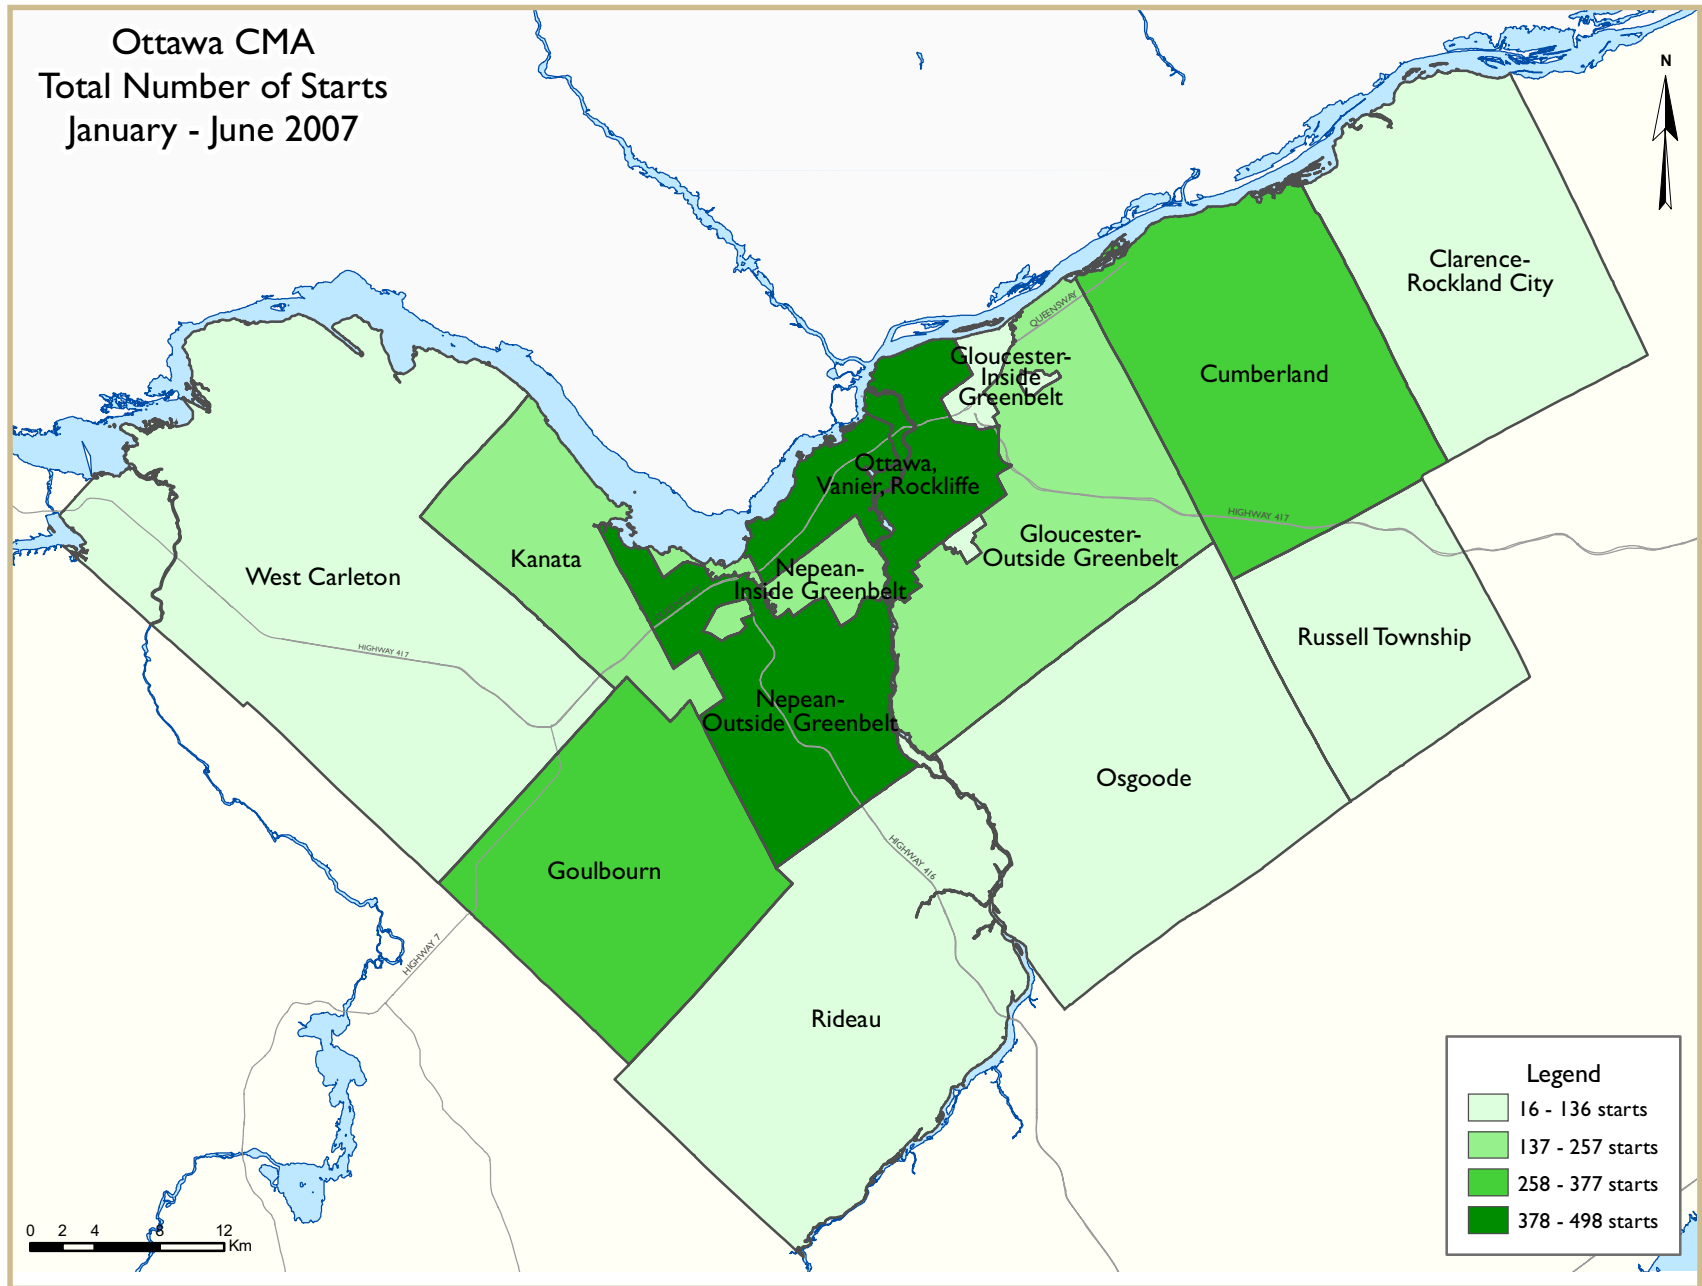 Ottawa CMA
Total Number of Starts
January - June 2007
N
Clarence-
Rockland City
QUEENSWAY
Gloucester-
Inside
Greenbelt
Cumberland
Ottawa,
Vanier, Rockliffe
HIGHWAY 417
Gloucester-
Outside Greenbelt
Kanata
West Carleton
Nepean-
Inside Greenbelt
Russell Township
HIGHWAY 417
Nepean-
Outside Greenbelt
Osgoode
Goulbourn
HIGHWAY 416
HIGHWAY 7
Rideau
Legend
16 - 136 starts
137 - 257 starts
258 - 377 starts
378 - 498 starts
0 2 4 8 12
Km